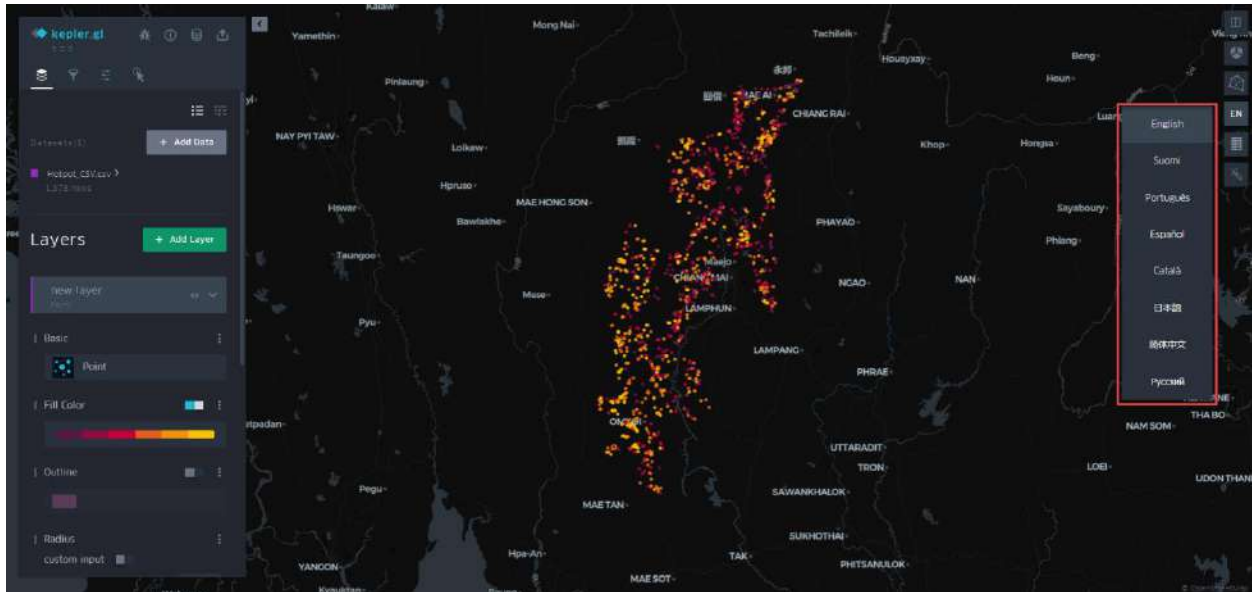 kepler.gl
Datasets(1)
+ Add Data
Hotpot_CSV.csv
Layers
+ Add Layer
new layer
Point
Basic
Point
Fill Color
Outline
Radius
custom input
Mong Nai
Yamethin
Tachileik
Houayxay
Beng
Houn
Pinlaung
MAE AI
CHIANG RAI
NAY PYI TAW
Loikaw
Khop
Hongsa
Hpruso
MAE HONG SON
Bawlakhe
PHAYAO
Sayaboury
Phiang
Taungoo
Maejo
CHIANG MAI
NGAO
NAN
Mese
LAMPHUN
Pyu
LAMPANG
PHRAE
THA BO
NAM SOM
UTTARADIT
TRON
LOEI
UDON THANI
Pegu
SAWANKHALOK
MAE TAN
SUKHOTHAI
Hpa-An
TAK
PHITSANULOK
YANGON
MAE SOT
EN
English
Suomi
Português
Español
Català
日本語
简体中文
Русский